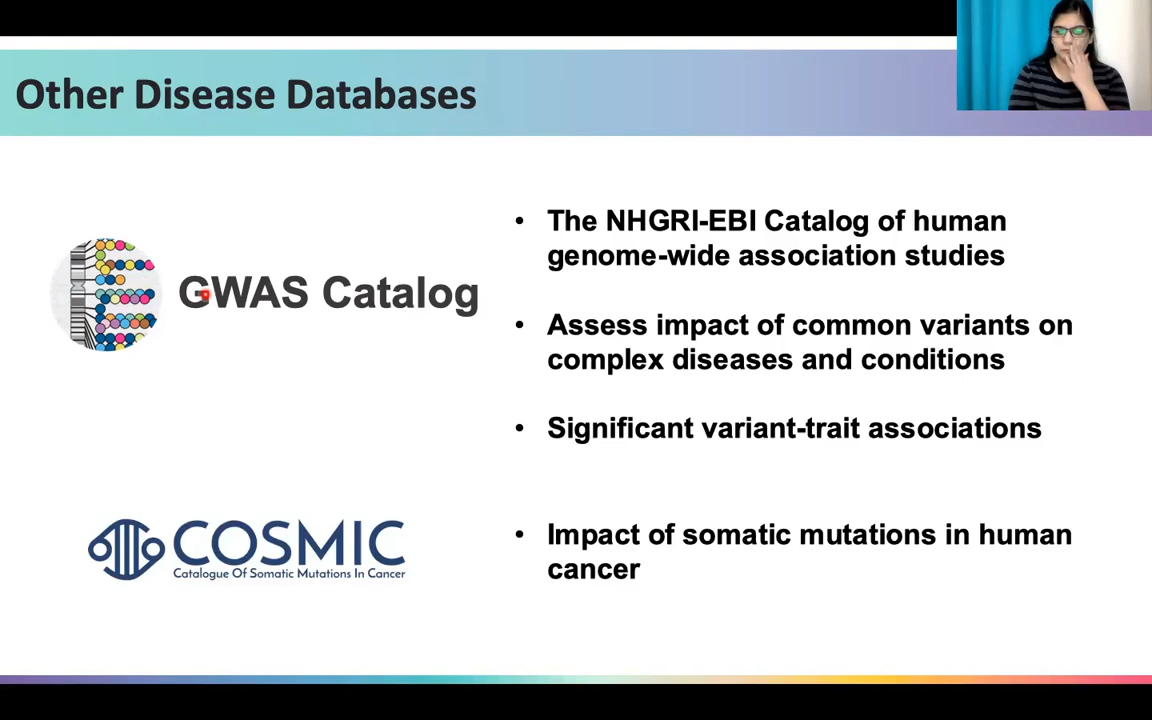 Other Disease Databases
GWAS Catalog
• The NHGRI-EBI Catalog of human
genome-wide association studies
• Assess impact of common variants on
complex diseases and conditions
• Significant variant-trait associations
COSMIC
Catalogue Of Somatic Mutations In Cancer
• Impact of somatic mutations in human
cancer